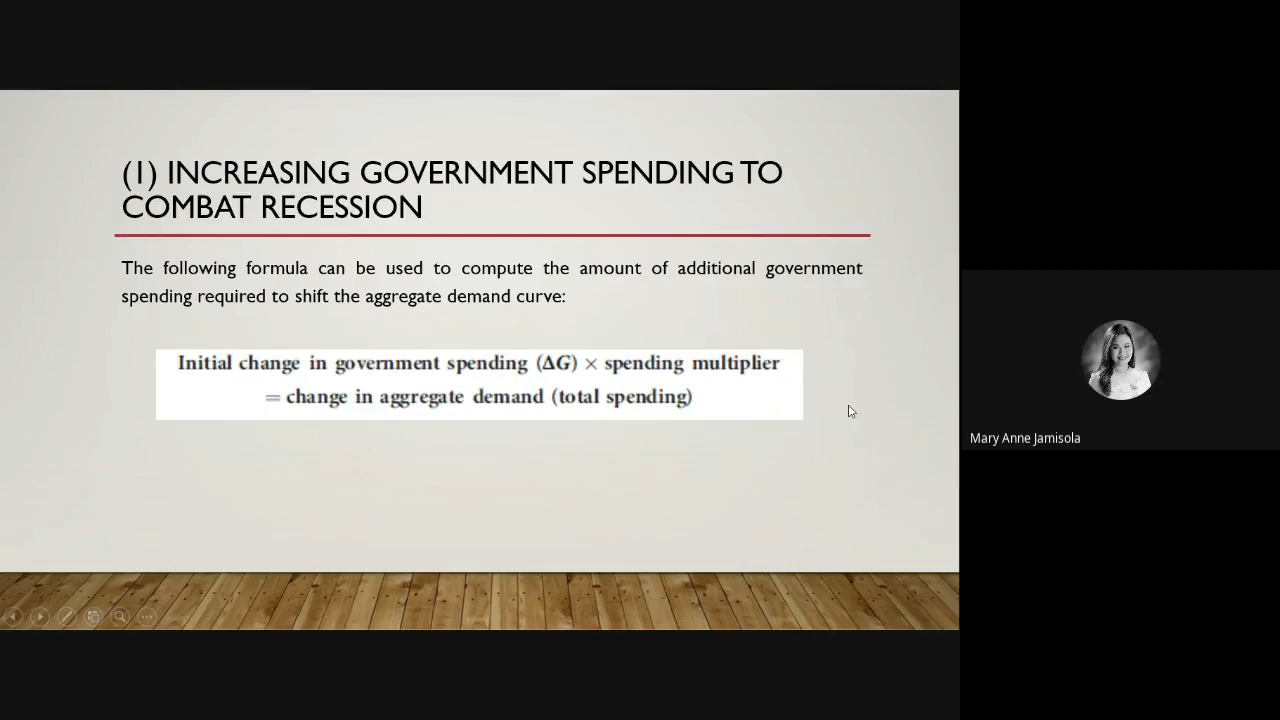 (1) INCREASING GOVERNMENT SPENDING TO
COMBAT RECESSION
The following formula can be used to compute the amount of additional government
spending required to shift the aggregate demand curve:
Initial change in government spending (ΔG) × spending multiplier
= change in aggregate demand (total spending)
Mary Anne Jamisola